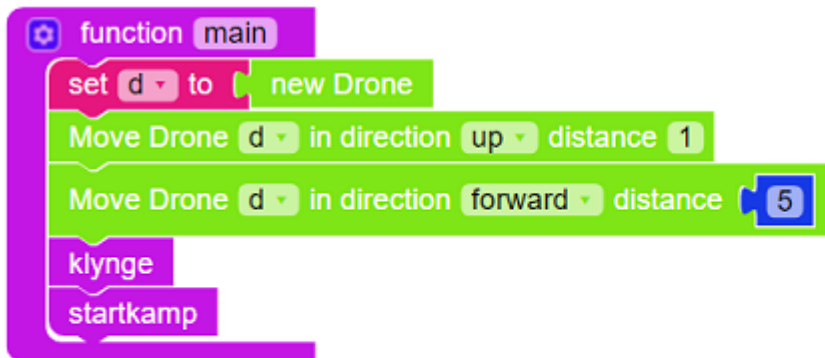 function main
set d to new Drone
Move Drone d in direction up distance 1
Move Drone d in direction forward distance 5
klynge
startkamp